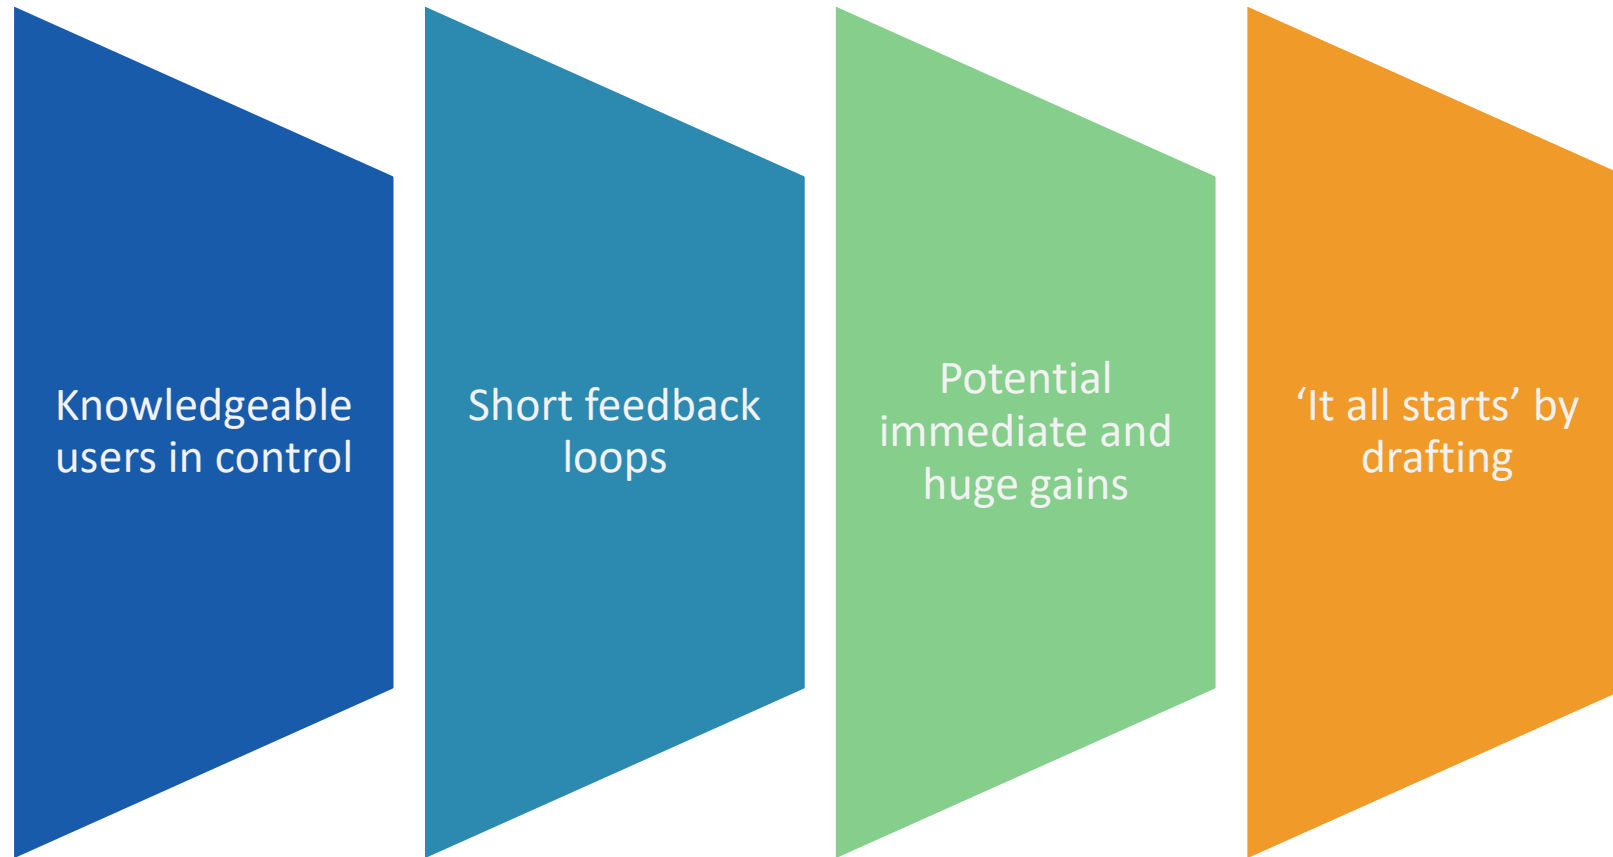 Knowledgeable
users in control
Short feedback
loops
Potential
immediate and
huge gains
‘It all starts’ by
drafting